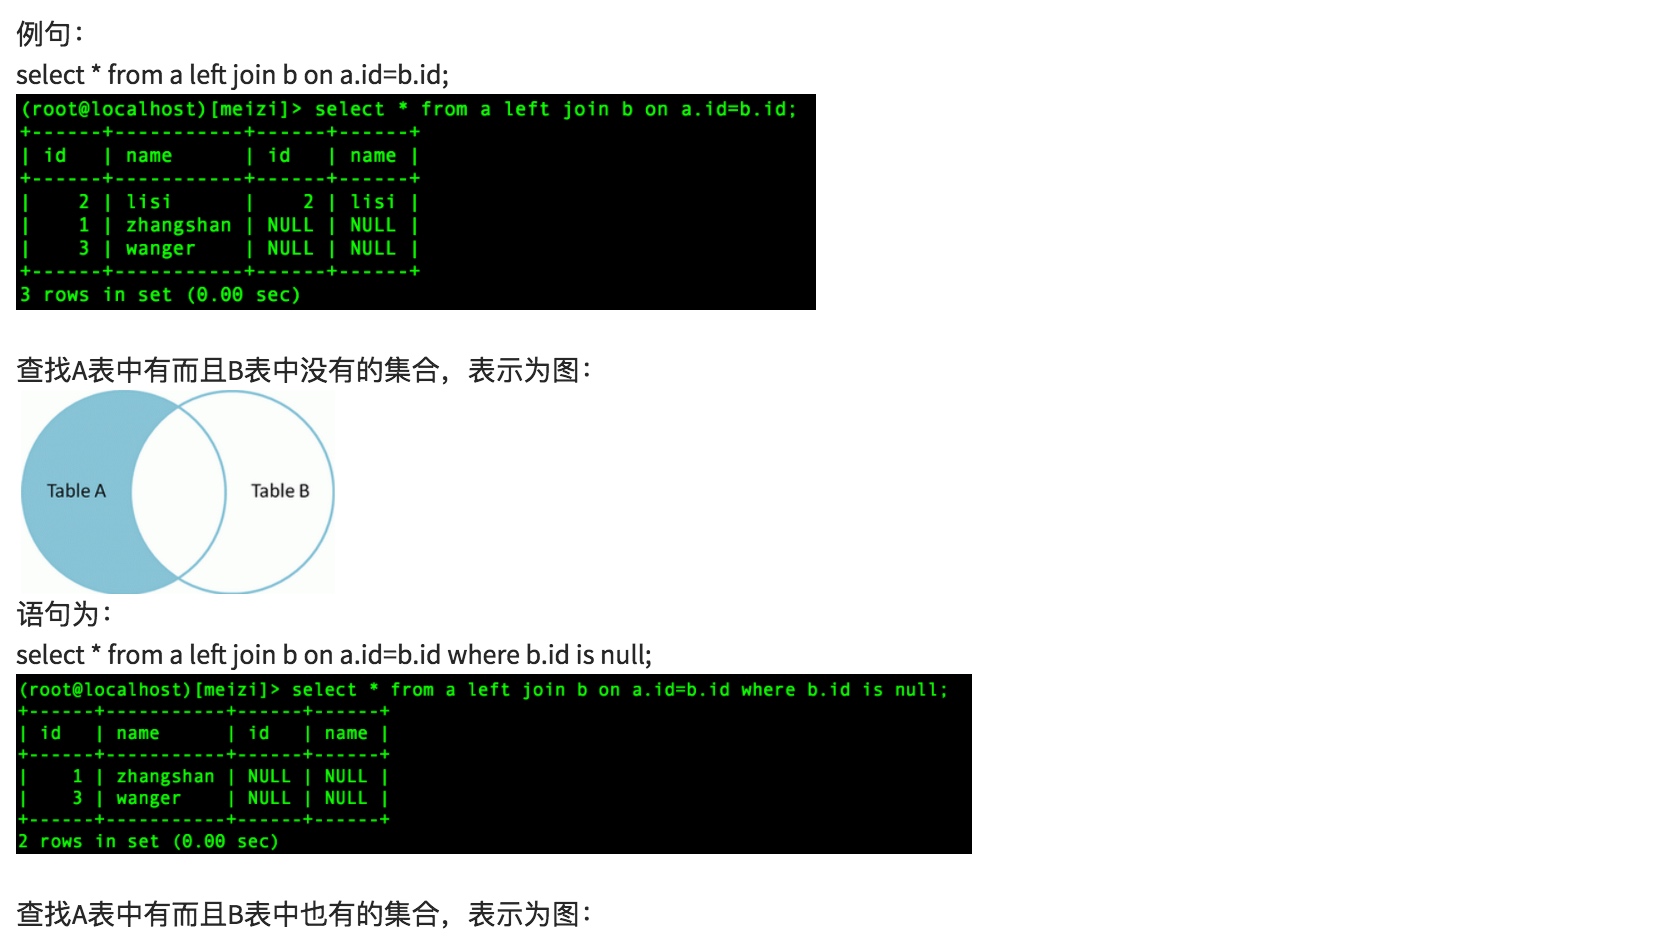 例句：
select * from a left join b on a.id=b.id;
(root@localhost)[meizi]> select * from a left join b on a.id=b.id;
+------+-----------+------+------+
| id   | name      | id   | name |
+------+-----------+------+------+
|    2 | lisi      |    2 | lisi |
|    1 | zhangshan | NULL | NULL |
|    3 | wanger    | NULL | NULL |
+------+-----------+------+------+
3 rows in set (0.00 sec)
查找A表中有而且B表中没有的集合，表示为图：
Table A Table B
语句为：
select * from a left join b on a.id=b.id where b.id is null;
(root@localhost)[meizi]> select * from a left join b on a.id=b.id where b.id is null;
+------+-----------+------+------+
| id   | name      | id   | name |
+------+-----------+------+------+
|    1 | zhangshan | NULL | NULL |
|    3 | wanger    | NULL | NULL |
+------+-----------+------+------+
2 rows in set (0.00 sec)
查找A表中有而且B表中也有的集合，表示为图：